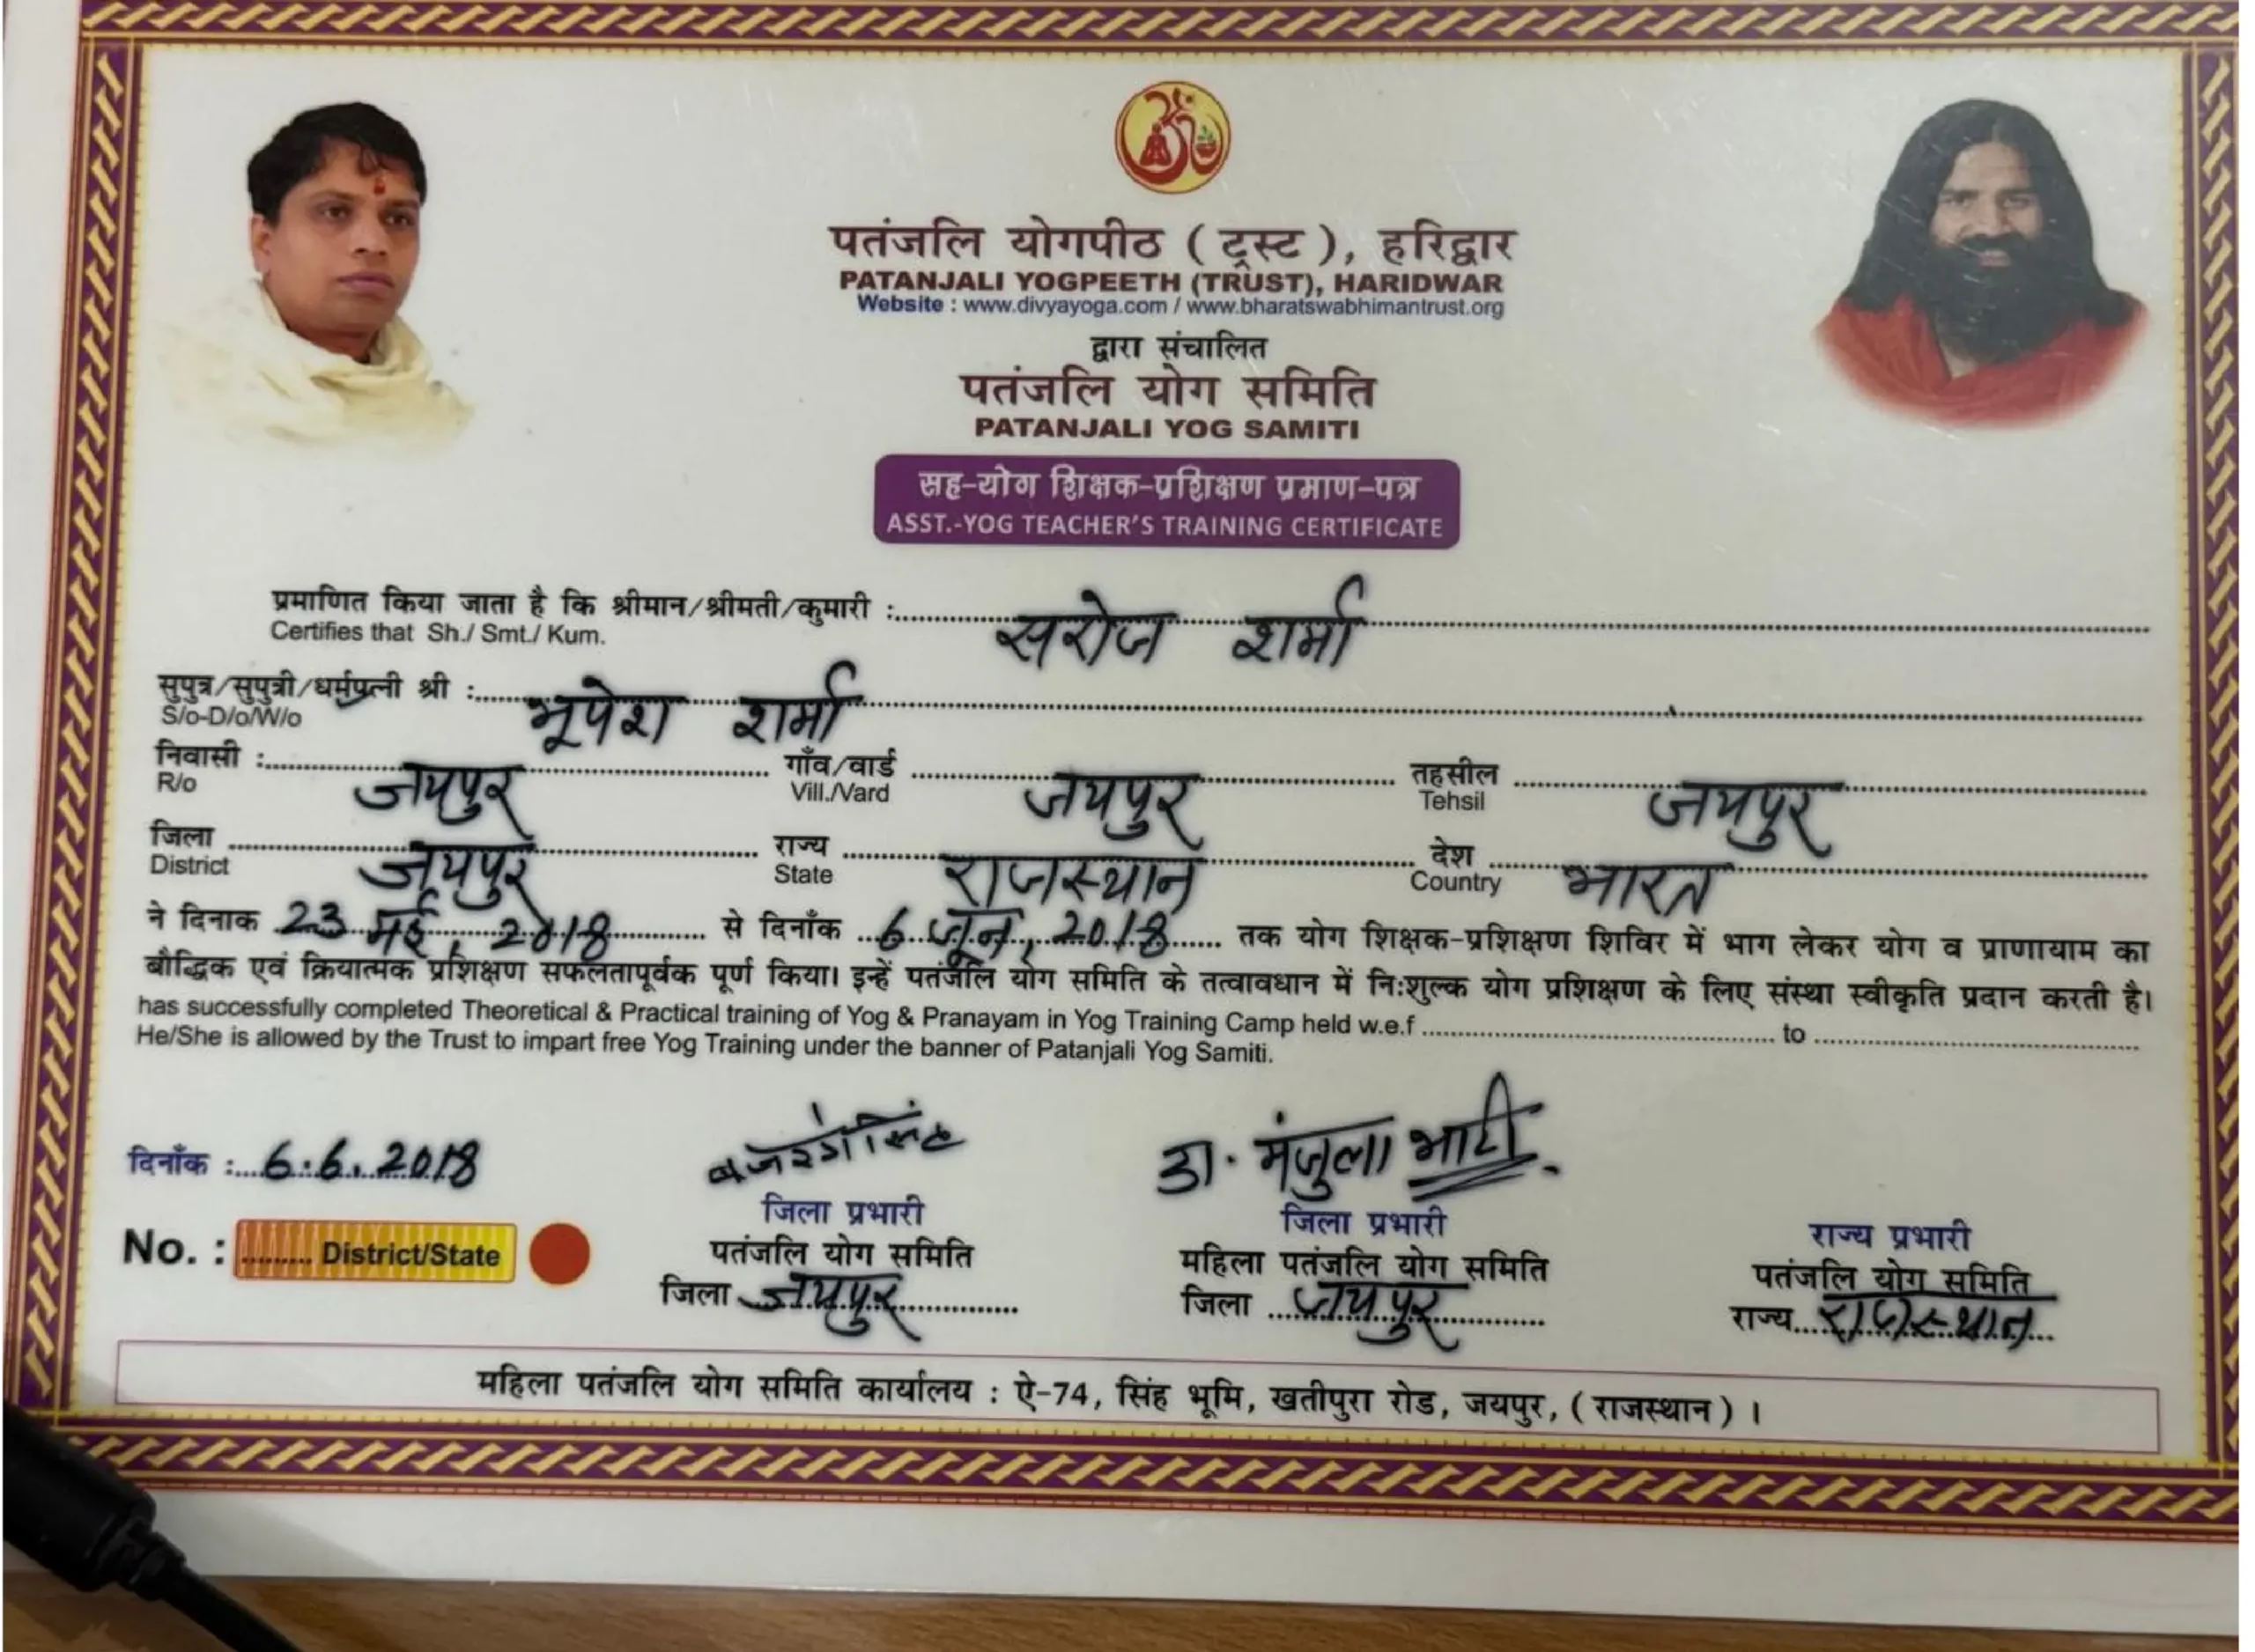 पतंजलि योगपीठ ( ट्रस्ट ), हरिद्वार
PATANJALI YOGPEETH (TRUST), HARIDWAR
Website : www.divyayoga.com / www.bharatswabhimantrust.org
द्वारा संचालित
पतंजलि योग समिति
PATANJALI YOG SAMITI
सह-योग शिक्षक-प्रशिक्षण प्रमाण-पत्र
ASST.-YOG TEACHER'S TRAINING CERTIFICATE
प्रमाणित किया जाता है कि श्रीमान/श्रीमती/कुमारी : सरोज शर्मा
Certifies that Sh./ Smt./ Kum.
सुपुत्र/सुपुत्री/धर्मपत्नी श्री : भूपेश शर्मा
S/o-D/o/W/o
निवासी : जयपुर गाँव/वार्ड जयपुर तहसील जयपुर
R/o Vill./Vard Tehsil
जिला जयपुर राज्य राजस्थान देश भारत
District State Country
ने दिनाक 23 मई, 2018 से दिनाँक 6 जून, 2018 तक योग शिक्षक-प्रशिक्षण शिविर में भाग लेकर योग व प्राणायाम का
बौद्धिक एवं क्रियात्मक प्रशिक्षण सफलतापूर्वक पूर्ण किया। इन्हें पतंजलि योग समिति के तत्वावधान में निःशुल्क योग प्रशिक्षण के लिए संस्था स्वीकृति प्रदान करती है।
has successfully completed Theoretical & Practical training of Yog & Pranayam in Yog Training Camp held w.e.f ........ to ........
He/She is allowed by the Trust to impart free Yog Training under the banner of Patanjali Yog Samiti.
दिनाँक : 6.6.2018 बजरंग सिंह डा. मंजुला भाटी
जिला प्रभारी जिला प्रभारी राज्य प्रभारी
No. : ........ District/State पतंजलि योग समिति महिला पतंजलि योग समिति पतंजलि योग समिति
जिला जयपुर जिला जयपुर राज्य राजस्थान
महिला पतंजलि योग समिति कार्यालय : ऐ-74, सिंह भूमि, खतीपुरा रोड, जयपुर, ( राजस्थान ) ।